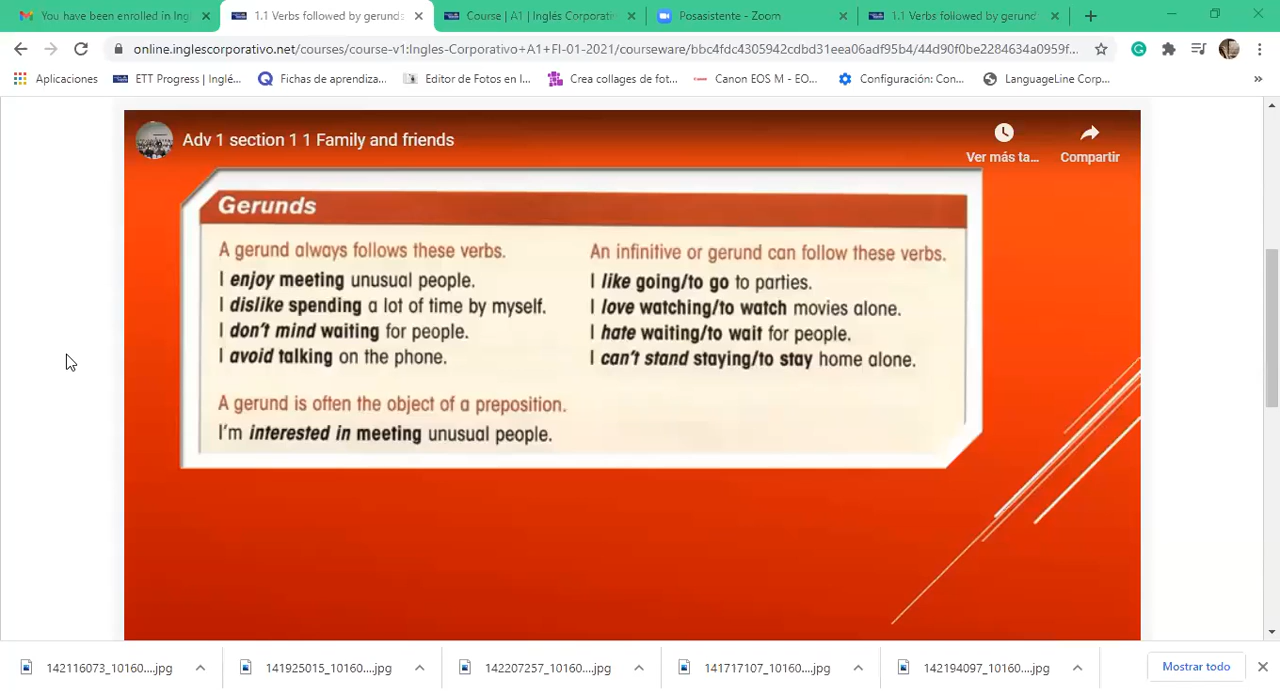 You have been enrolled in Ing
1.1 Verbs followed by gerunds
Course | A1 | Inglés Corporati
Posasistente - Zoom
1.1 Verbs followed by gerund
online.inglescorporativo.net/courses/course-v1:Ingles-Corporativo+A1+FI-01-2021/courseware/bbc4fdc4305942cdbd31eea06adf95b4/44d90f0be2284634a0959f...
Aplicaciones
ETT Progress | Inglé...
Fichas de aprendiza...
Editor de Fotos en l...
Crea collages de fot...
Canon EOS M - EO...
Configuración: Con...
LanguageLine Corp...
»
Adv 1 section 1 1 Family and friends
Ver más ta...
Compartir
Gerunds
A gerund always follows these verbs.
I enjoy meeting unusual people.
I dislike spending a lot of time by myself.
I don't mind waiting for people.
I avoid talking on the phone.
A gerund is often the object of a preposition.
I'm interested in meeting unusual people.
An infinitive or gerund can follow these verbs.
I like going/to go to parties.
I love watching/to watch movies alone.
I hate waiting/to wait for people.
I can't stand staying/to stay home alone.
142116073_10160....jpg
141925015_10160....jpg
142207257_10160....jpg
141717107_10160....jpg
142194097_10160....jpg
Mostrar todo